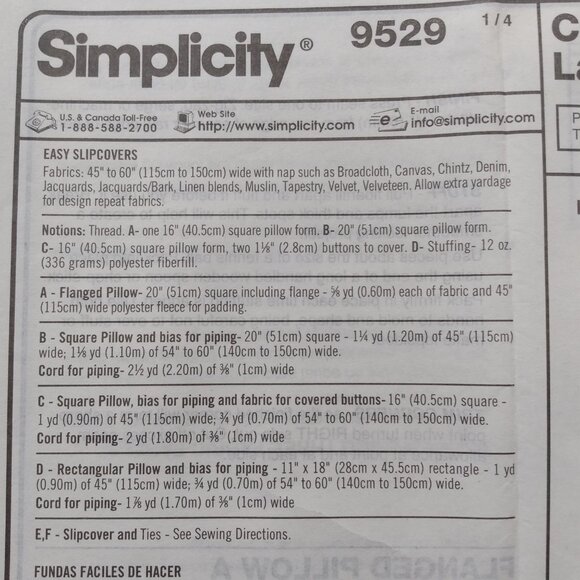 Simplicity® 9529 1/4
U.S. & Canada Toll-Free
1-888-588-2700
Web Site
http://www.simplicity.com
E-mail
info@simplicity.com
EASY SLIPCOVERS
Fabrics: 45" to 60" (115cm to 150cm) wide with nap such as Broadcloth, Canvas, Chintz, Denim,
Jacquards, Jacquards/Bark, Linen blends, Muslin, Tapestry, Velvet, Velveteen. Allow extra yardage
for design repeat fabrics.
Notions: Thread. A- one 16" (40.5cm) square pillow form. B- 20" (51cm) square pillow form.
C- 16" (40.5cm) square pillow form, two 1⅛" (2.8cm) buttons to cover. D- Stuffing- 12 oz.
(336 grams) polyester fiberfill.
A - Flanged Pillow- 20" (51cm) square including flange - ⅝ yd (0.60m) each of fabric and 45"
(115cm) wide polyester fleece for padding.
B - Square Pillow and bias for piping- 20" (51cm) square - 1¼ yd (1.20m) of 45" (115cm)
wide; 1⅛ yd (1.10m) of 54" to 60" (140cm to 150cm) wide.
Cord for piping- 2½ yd (2.20m) of ⅜" (1cm) wide
C - Square Pillow, bias for piping and fabric for covered buttons- 16" (40.5cm) square -
1 yd (0.90m) of 45" (115cm) wide; ¾ yd (0.70m) of 54" to 60" (140cm to 150cm) wide.
Cord for piping- 2 yd (1.80m) of ⅜" (1cm) wide
D - Rectangular Pillow and bias for piping - 11" x 18" (28cm x 45.5cm) rectangle - 1 yd
(0.90m) of 45" (115cm) wide; ¾ yd (0.70m) of 54" to 60" (140cm to 150cm) wide.
Cord for piping- 1⅞ yd (1.70m) of ⅜" (1cm) wide
E,F - Slipcover and Ties - See Sewing Directions.
FUNDAS FACILES DE HACER